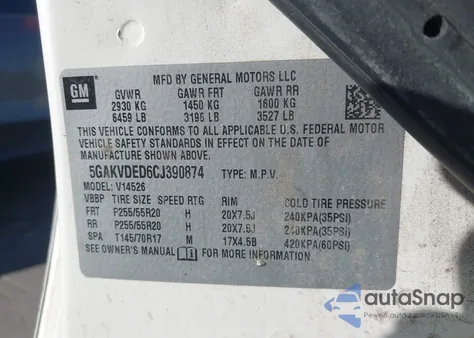 GM
MFD BY GENERAL MOTORS LLC
GVWR GAWR FRT GAWR RR
2930 KG 1450 KG 1600 KG
6459 LB 3196 LB 3527 LB
THIS VEHICLE CONFORMS TO ALL APPLICABLE U.S. FEDERAL MOTOR
VEHICLE SAFETY STANDARDS IN EFFECT ON THE DATE OF
MANUFACTURE SHOWN ABOVE.
5GAKVDED6CJ390874 TYPE: M.P.V.
MODEL: V14526
VBBP TIRE SIZE SPEED RTG RIM COLD TIRE PRESSURE
FRT P255/55R20 H 20X7.5J 240KPA(35PSI)
RR P255/55R20 H 20X7.5J 240KPA(35PSI)
SPA T145/70R17 M 17X4.5B 420KPA(60PSI)
SEE OWNER'S MANUAL FOR MORE INFORMATION.
autoSnap